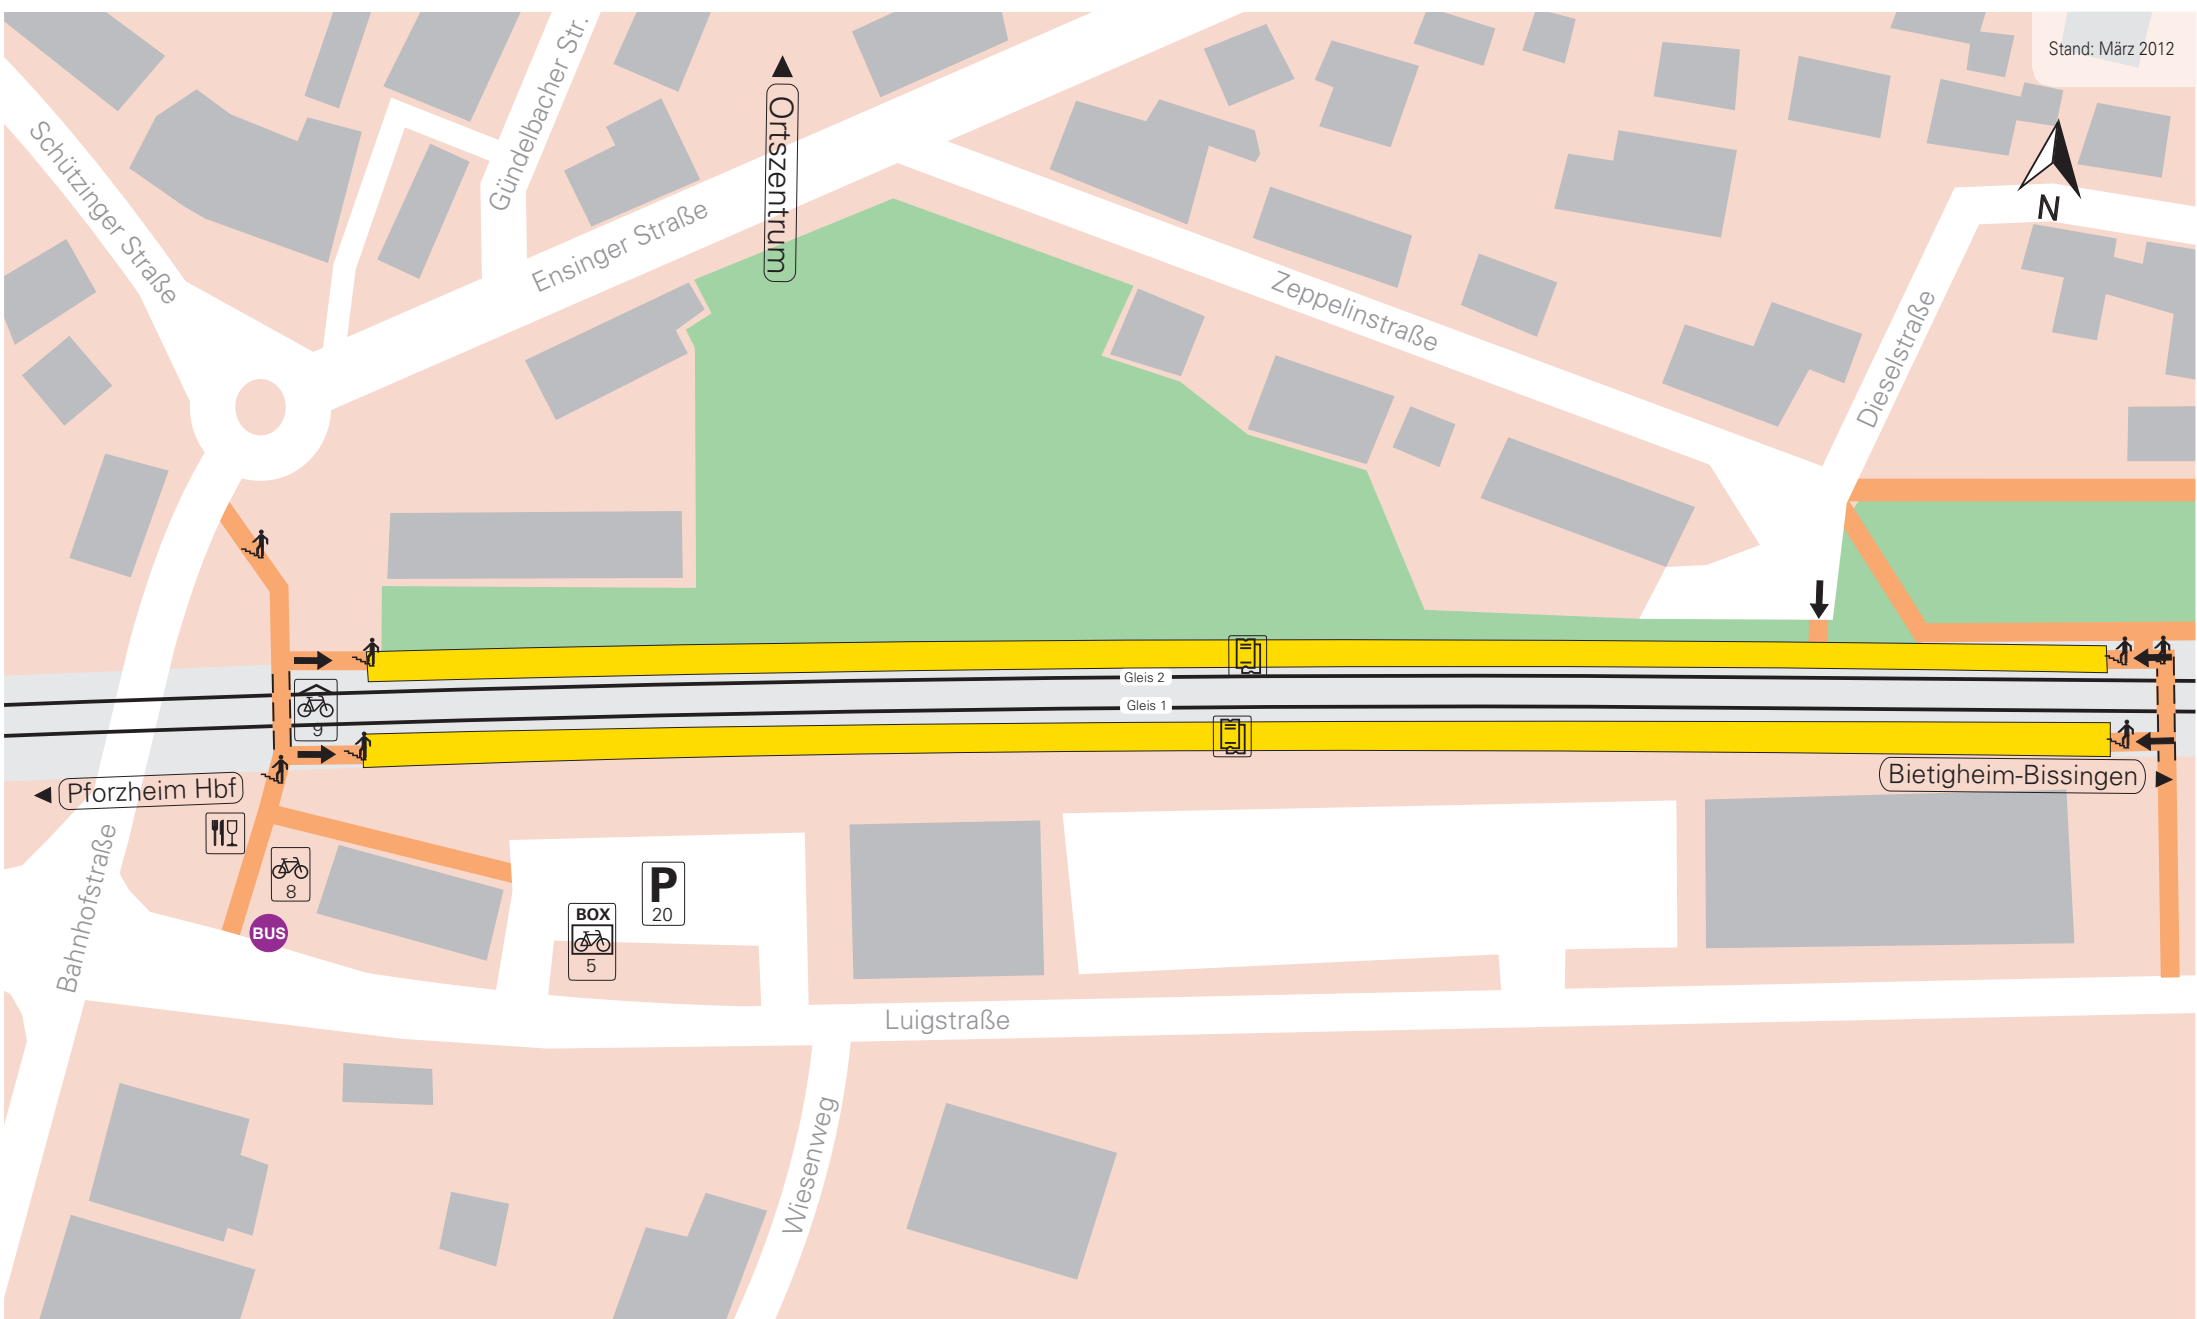 Stand: März 2012
Gündelbacher Str.
Ortszentrum
Schützinger Straße
Ensinger Straße
N
Zeppelinstraße
Dieselstraße
Gleis 2
Gleis 1
9
Pforzheim Hbf
Bietigheim-Bissingen
Bahnhofstraße
8
P
20
BOX
5
BUS
Luigstraße
Wiesenweg